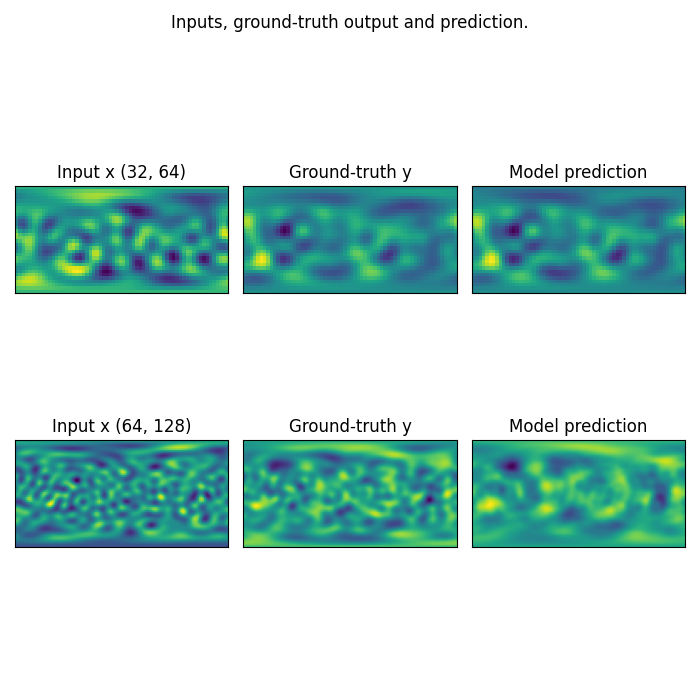 Inputs, ground-truth output and prediction.
Input x (32, 64)
Ground-truth y
Model prediction
Input x (64, 128)
Ground-truth y
Model prediction